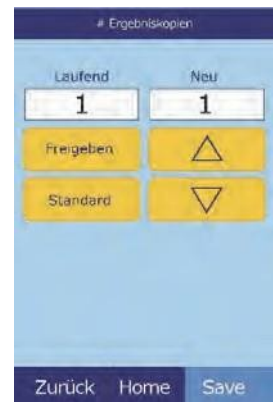 # Ergebniskopien
Laufend Neu
1 1
Freigeben
Standard
Zurück Home Save